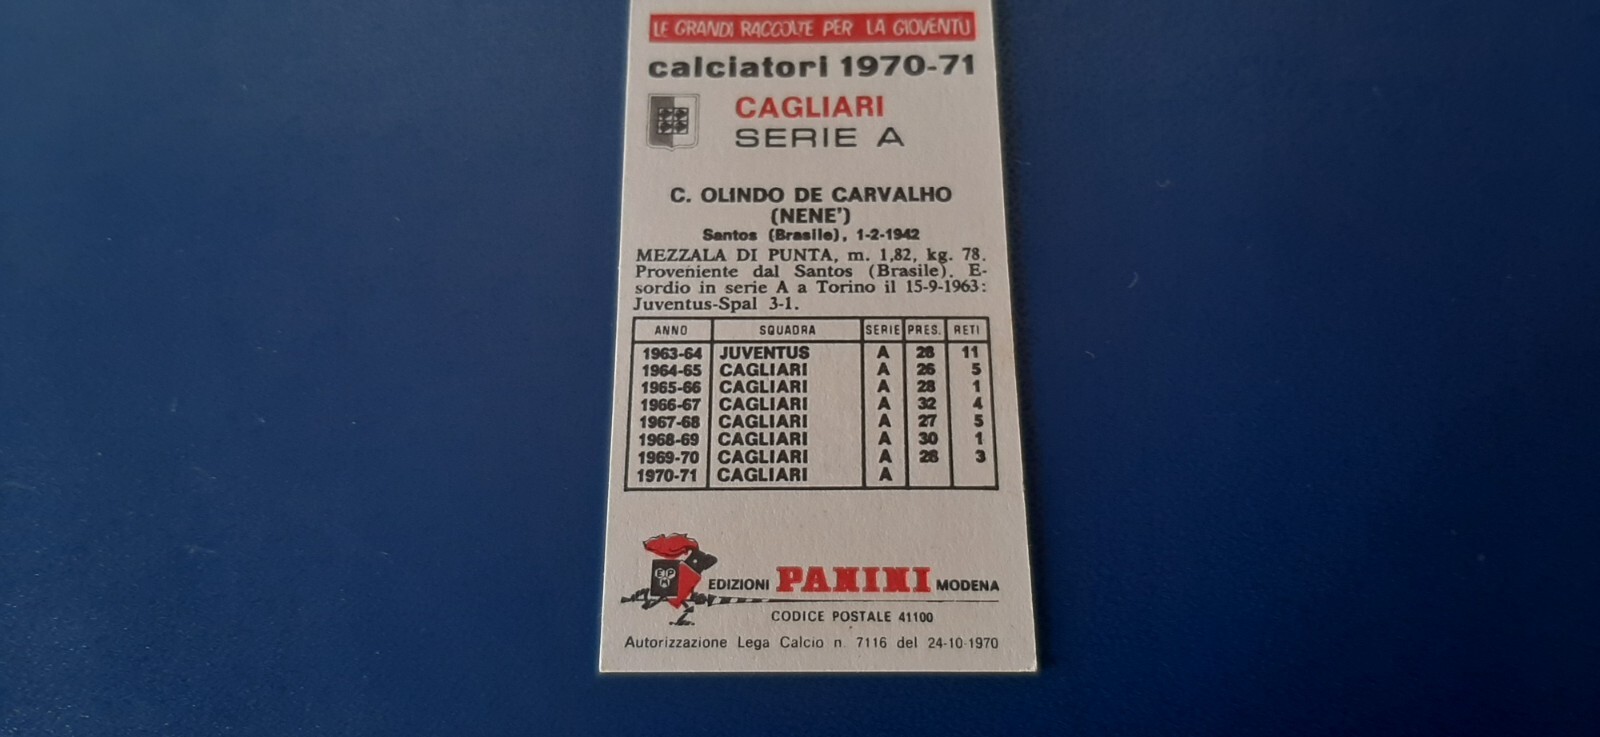 LE GRANDI RACCOLTE PER LA GIOVENTÙ
calciatori 1970-71
CAGLIARI
SERIE A
C. OLINDO DE CARVALHO
(NENE')
Santos (Brasile), 1-2-1942
MEZZALA DI PUNTA, m. 1,82, kg. 78.
Proveniente dal Santos (Brasile). E-
sordio in serie A a Torino il 15-9-1963:
Juventus-Spal 3-1.
ANNO SQUADRA SERIE PRES. RETI
1963-64 JUVENTUS A 28 11
1964-65 CAGLIARI A 26 5
1965-66 CAGLIARI A 28 1
1966-67 CAGLIARI A 32 4
1967-68 CAGLIARI A 27 5
1968-69 CAGLIARI A 30 1
1969-70 CAGLIARI A 28 3
1970-71 CAGLIARI A
EPM
EDIZIONI PANINI MODENA
CODICE POSTALE 41100
Autorizzazione Lega Calcio n. 7116 del 24-10-1970